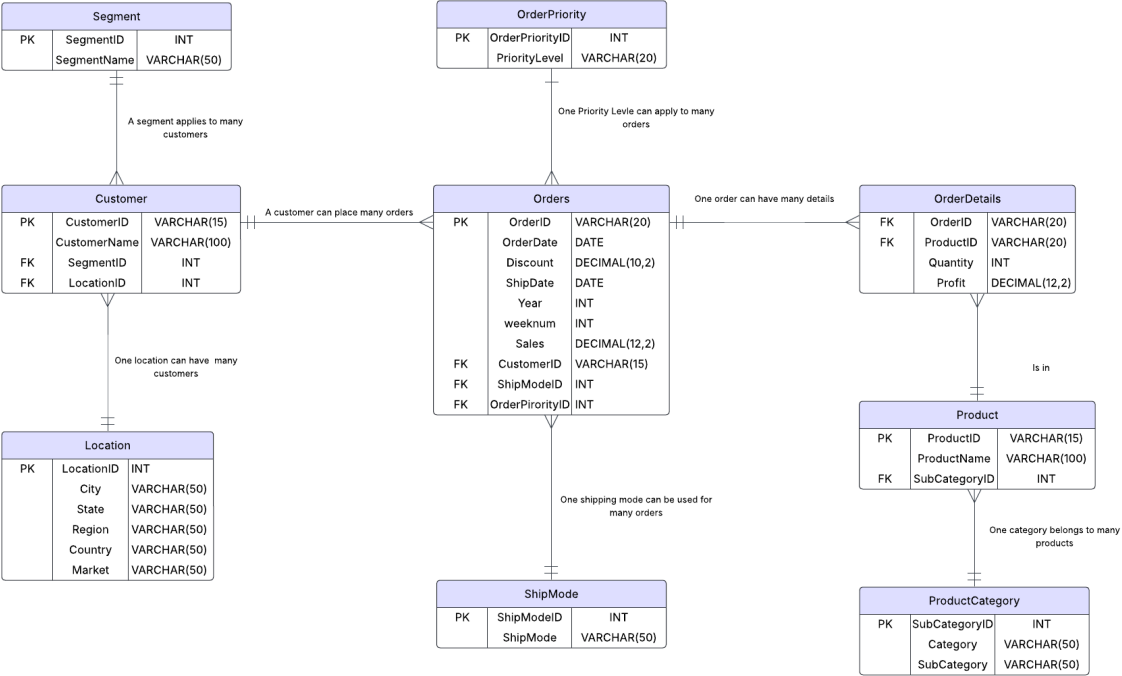 Segment
PK SegmentID INT
SegmentName VARCHAR(50)
OrderPriority
PK OrderPriorityID INT
PriorityLevel VARCHAR(20)
A segment applies to many
customers
One Priority Levle can apply to many
orders
Customer
PK CustomerID VARCHAR(15)
CustomerName VARCHAR(100)
FK SegmentID INT
FK LocationID INT
A customer can place many orders
Orders
PK OrderID VARCHAR(20)
OrderDate DATE
Discount DECIMAL(10,2)
ShipDate DATE
Year INT
weeknum INT
Sales DECIMAL(12,2)
FK CustomerID VARCHAR(15)
FK ShipModeID INT
FK OrderPirorityID INT
One order can have many details
OrderDetails
FK OrderID VARCHAR(20)
FK ProductID VARCHAR(20)
Quantity INT
Profit DECIMAL(12,2)
One location can have many
customers
Is in
Location
PK LocationID INT
City VARCHAR(50)
State VARCHAR(50)
Region VARCHAR(50)
Country VARCHAR(50)
Market VARCHAR(50)
Product
PK ProductID VARCHAR(15)
ProductName VARCHAR(100)
FK SubCategoryID INT
One shipping mode can be used for
many orders
One category belongs to many
products
ShipMode
PK ShipModeID INT
ShipMode VARCHAR(50)
ProductCategory
PK SubCategoryID INT
Category VARCHAR(50)
SubCategory VARCHAR(50)